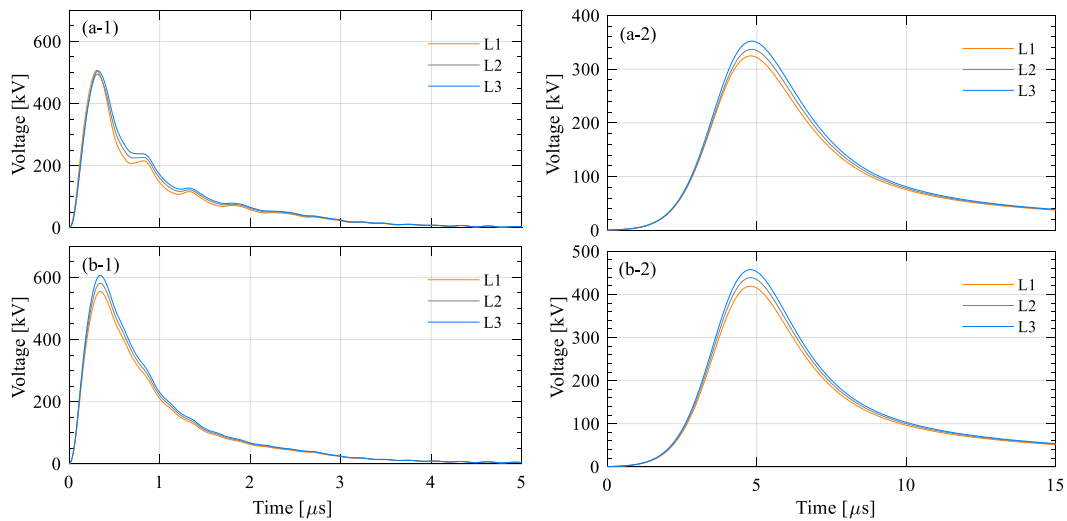 (a-1)
600
400
200
0
Voltage [kV]
L1
L2
L3
(a-2)
400
300
200
100
0
Voltage [kV]
L1
L2
L3
(b-1)
600
400
200
0
Voltage [kV]
L1
L2
L3
0 1 2 3 4 5
Time [μs]
(b-2)
500
400
300
200
100
0
Voltage [kV]
L1
L2
L3
0 5 10 15
Time [μs]